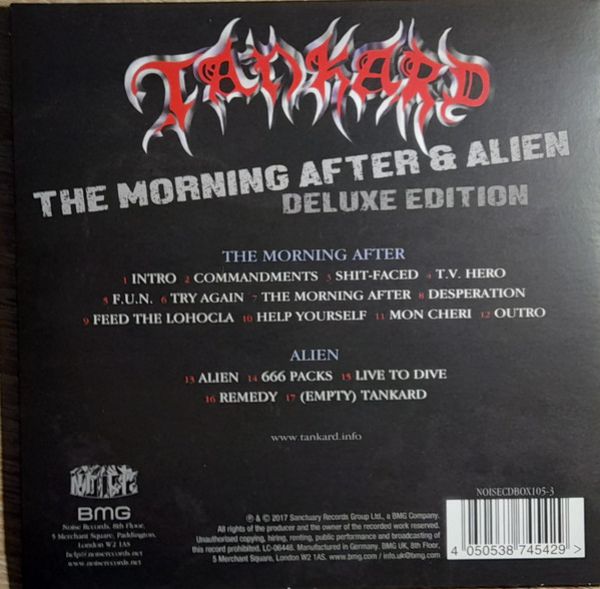 TANKARD
THE MORNING AFTER & ALIEN
DELUXE EDITION
THE MORNING AFTER
1 INTRO 2 COMMANDMENTS 3 SHIT-FACED 4 T.V. HERO
5 F.U.N. 6 TRY AGAIN 7 THE MORNING AFTER 8 DESPERATION
9 FEED THE LOHOCLA 10 HELP YOURSELF 11 MON CHERI 12 OUTRO
ALIEN
13 ALIEN 14 666 PACKS 15 LIVE TO DIVE
16 REMEDY 17 (EMPTY) TANKARD
www.tankard.info
NOISE
BMG
Noise Records, 8th Floor,
5 Merchant Square, Paddington,
London W2 1AS
help@noiserecords.net
www.noiserecords.net
℗ & © 2017 Sanctuary Records Group Ltd., a BMG Company.
All rights of the producer and the owner of the recorded work reserved.
Unauthorised copying, hiring, renting, public performance and broadcasting of
this record prohibited. LC-06448. Manufactured in Germany. BMG UK, 8th Floor,
5 Merchant Square, London W2 1AS. www.bmg.com / info.uk@bmg.com
NOISECDBOX105-3
4 050538 745429 >